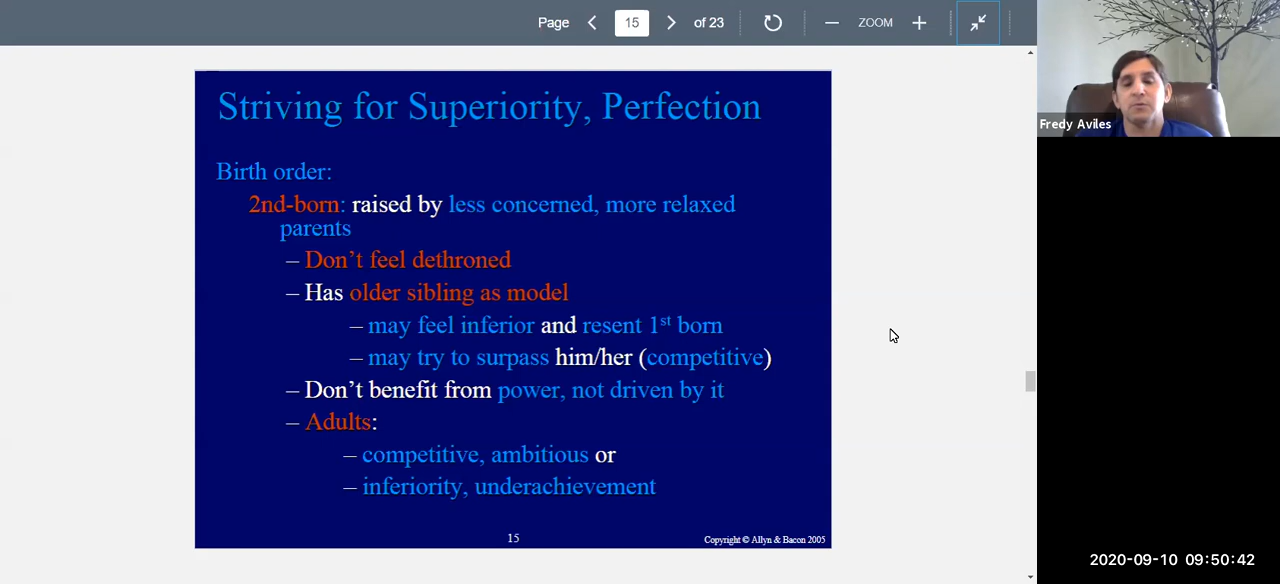 Page 15 of 23 ZOOM
Fredy Aviles
Striving for Superiority, Perfection
Birth order:
2nd-born: raised by less concerned, more relaxed
parents
– Don't feel dethroned
– Has older sibling as model
– may feel inferior and resent 1st born
– may try to surpass him/her (competitive)
– Don't benefit from power, not driven by it
– Adults:
– competitive, ambitious or
– inferiority, underachievement
15
Copyright © Allyn & Bacon 2005
2020-09-10 09:50:42